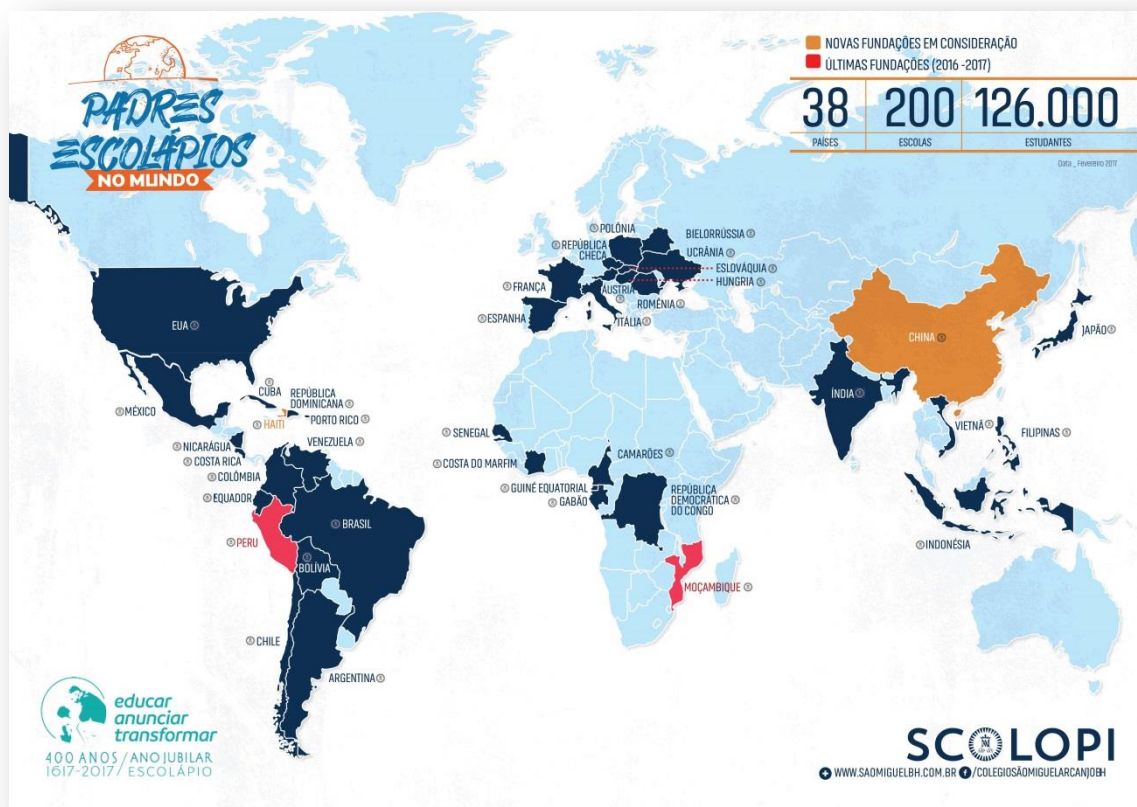 PADRES
ESCOLÁPIOS
NO MUNDO
NOVAS FUNDAÇÕES EM CONSIDERAÇÃO
ÚLTIMAS FUNDAÇÕES (2016 -2017)
38 200 126.000
PAÍSES ESCOLAS ESTUDANTES
Data _ Fevereiro 2017
POLÔNIA
BIELORRÚSSIA
REPÚBLICA
CHECA
UCRÂNIA
ESLOVÁQUIA
HUNGRIA
FRANÇA
ÁUSTRIA
ROMÊNIA
ESPANHA
ITÁLIA
EUA
CHINA
JAPÃO
CUBA
REPÚBLICA
DOMINICANA
MÉXICO
HAITI
PORTO RICO
ÍNDIA
VIETNÃ
FILIPINAS
NICARÁGUA
VENEZUELA
SENEGAL
COSTA RICA
COSTA DO MARFIM
CAMARÕES
COLÔMBIA
EQUADOR
GUINÉ EQUATORIAL
GABÃO
REPÚBLICA
DEMOCRÁTICA
DO CONGO
BRASIL
PERU
INDONÉSIA
BOLÍVIA
MOÇAMBIQUE
CHILE
ARGENTINA
educar
anunciar
transformar
400 ANOS / ANO JUBILAR
1617-2017 / ESCOLÁPIO
SCOLOPI
WWW.SAOMIGUELBH.COM.BR /COLEGIOSÃOMIGUELARCANJOBH